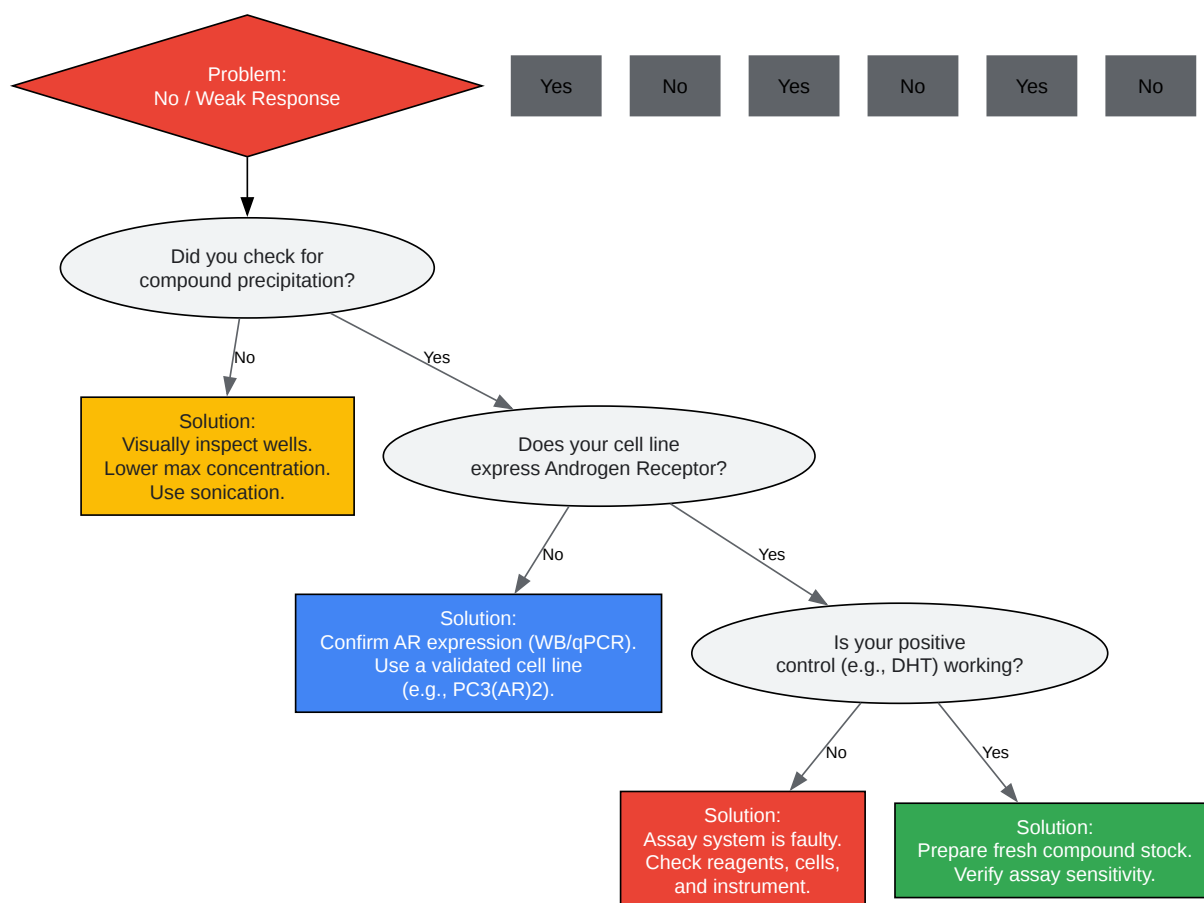 Problem:
No / Weak Response
Yes
No
Yes
No
Yes
No
Did you check for
compound precipitation?
No
Yes
Solution:
Visually inspect wells.
Lower max concentration.
Use sonication.
Does your cell line
express Androgen Receptor?
No
Yes
Solution:
Confirm AR expression (WB/qPCR).
Use a validated cell line
(e.g., PC3(AR)2).
Is your positive
control (e.g., DHT) working?
No
Yes
Solution:
Assay system is faulty.
Check reagents, cells,
and instrument.
Solution:
Prepare fresh compound stock.
Verify assay sensitivity.